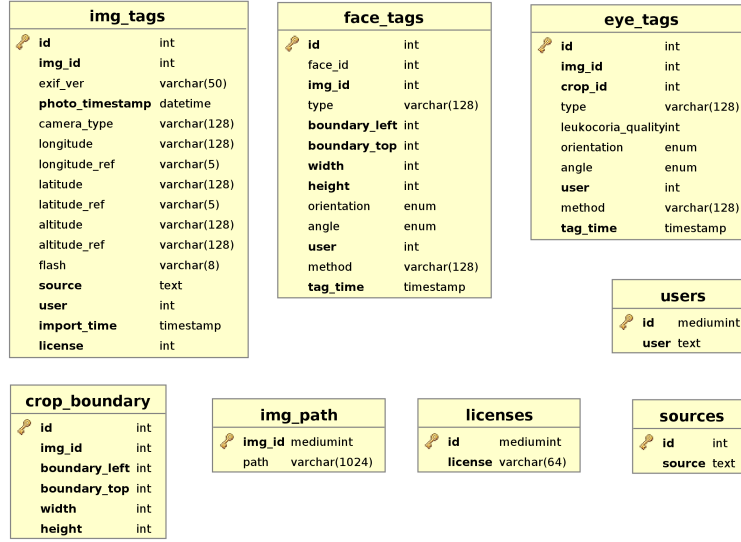 img_tags
id int
img_id int
exif_ver varchar(50)
photo_timestamp datetime
camera_type varchar(128)
longitude varchar(128)
longitude_ref varchar(5)
latitude varchar(128)
latitude_ref varchar(5)
altitude varchar(128)
altitude_ref varchar(128)
flash varchar(8)
source text
user int
import_time timestamp
license int
face_tags
id int
face_id int
img_id int
type varchar(128)
boundary_left int
boundary_top int
width int
height int
orientation enum
angle enum
user int
method varchar(128)
tag_time timestamp
eye_tags
id int
img_id int
crop_id int
type varchar(128)
leukocoria_quality int
orientation enum
angle enum
user int
method varchar(128)
tag_time timestamp
users
id mediumint
user text
crop_boundary
id int
img_id int
boundary_left int
boundary_top int
width int
height int
img_path
img_id mediumint
path varchar(1024)
licenses
id mediumint
license varchar(64)
sources
id int
source text